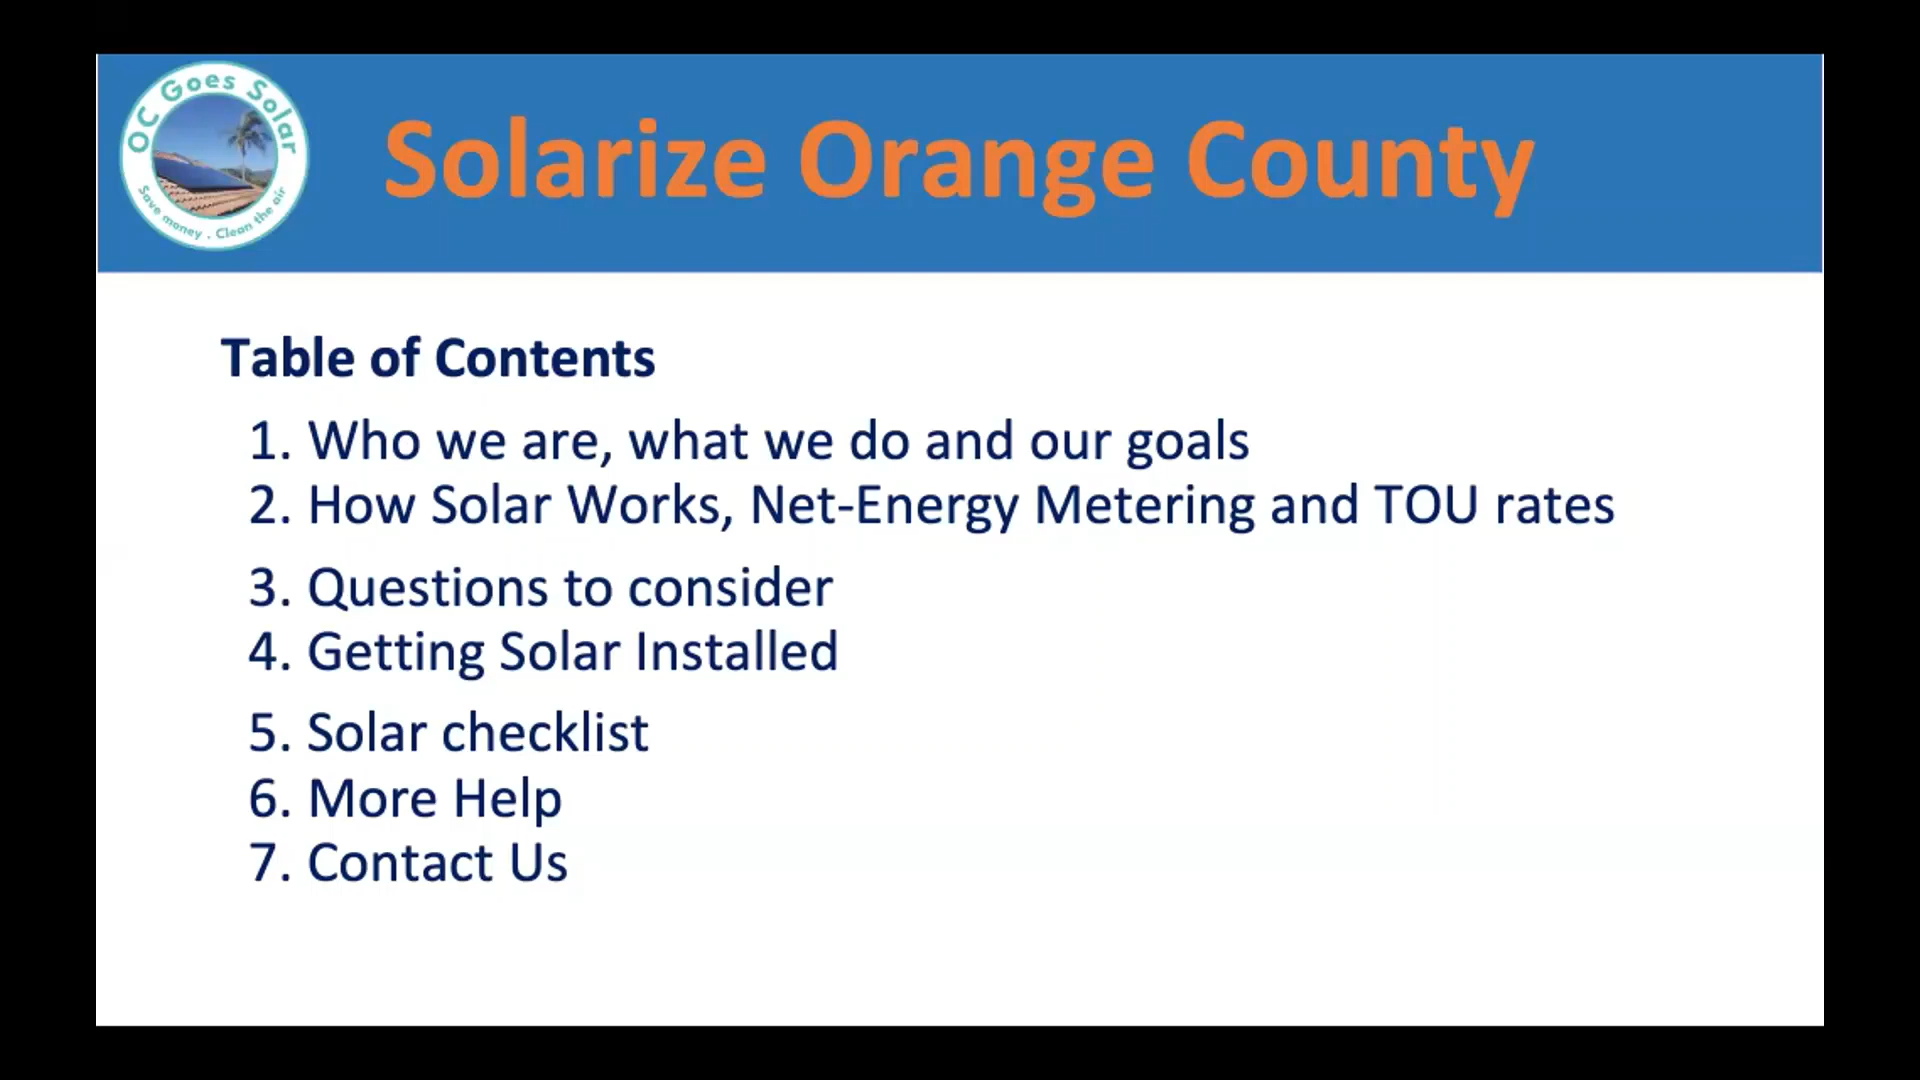 OC Goes Solar
Save money . Clean the air
Solarize Orange County
Table of Contents
1. Who we are, what we do and our goals
2. How Solar Works, Net-Energy Metering and TOU rates
3. Questions to consider
4. Getting Solar Installed
5. Solar checklist
6. More Help
7. Contact Us